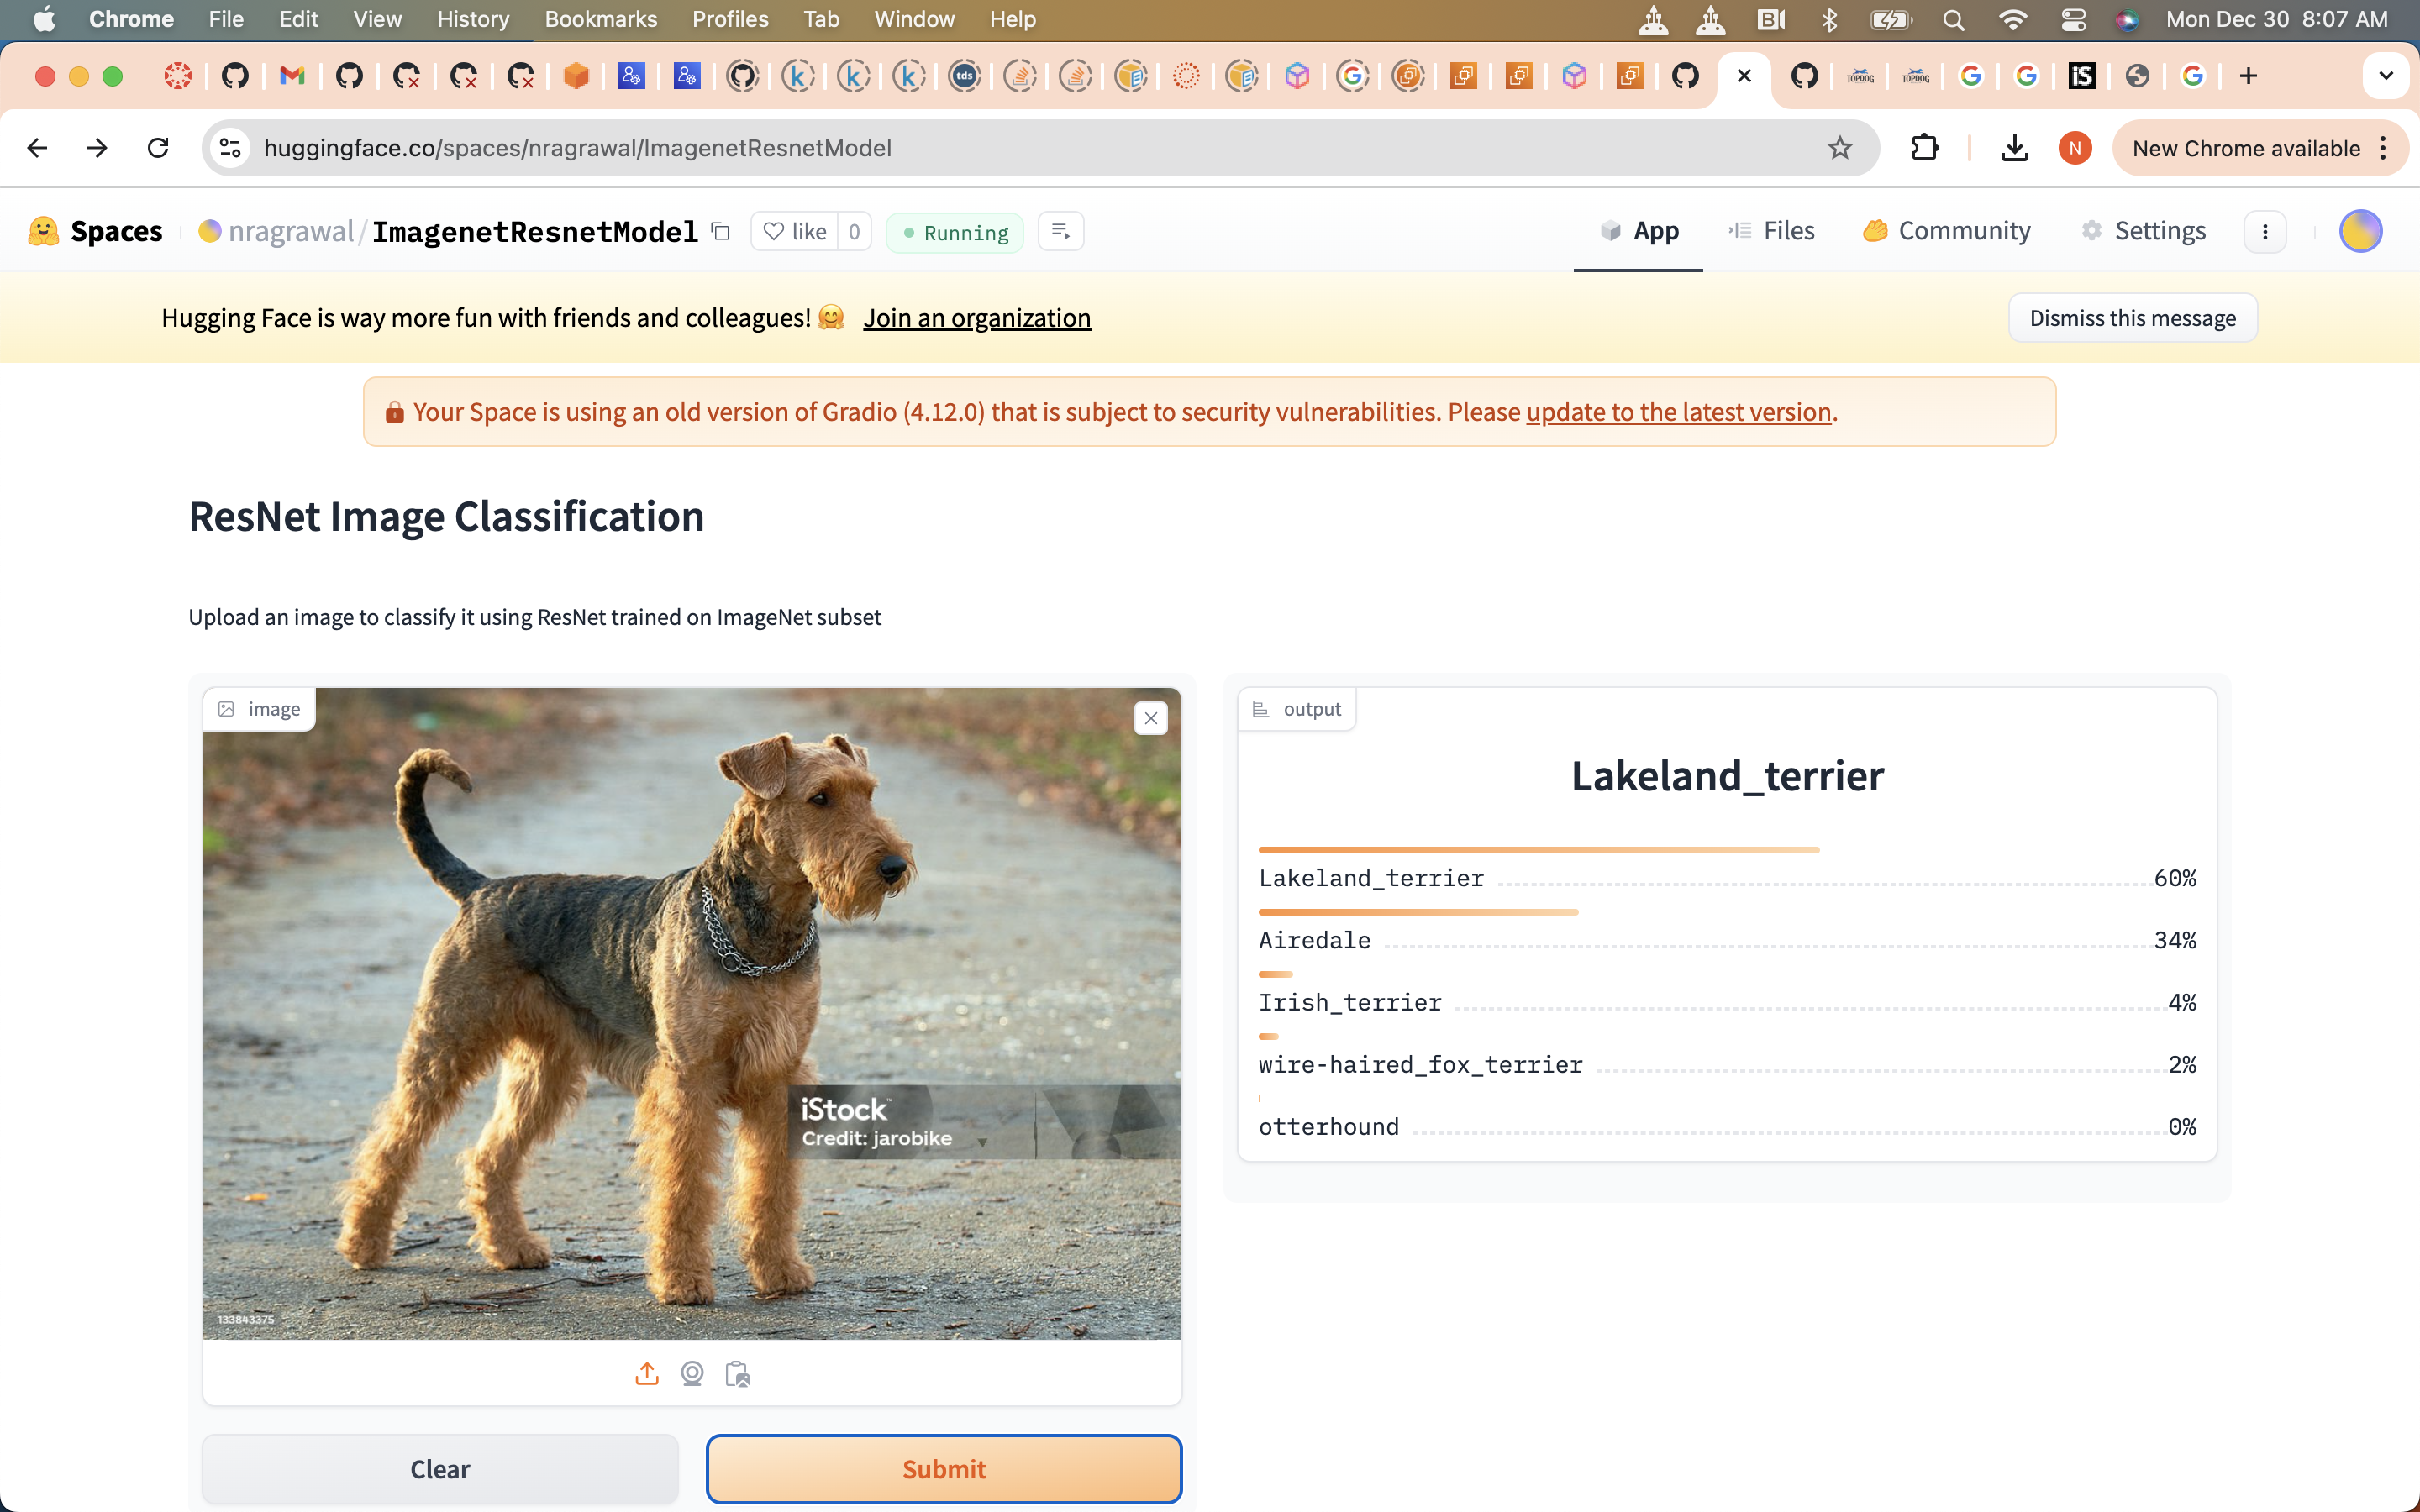 Chrome File Edit View History Bookmarks Profiles Tab Window Help Mon Dec 30 8:07 AM
tds TOPDOG TOPDOG iS
huggingface.co/spaces/nragrawal/ImagenetResnetModel N New Chrome available
Spaces nragrawal/ImagenetResnetModel like 0 Running App Files Community Settings
Hugging Face is way more fun with friends and colleagues! 🤗 Join an organization Dismiss this message
Your Space is using an old version of Gradio (4.12.0) that is subject to security vulnerabilities. Please update to the latest version.
ResNet Image Classification
Upload an image to classify it using ResNet trained on ImageNet subset
image
iStock™
Credit: jarobike
133843375
Clear
Submit
output
Lakeland_terrier
Lakeland_terrier 60%
Airedale 34%
Irish_terrier 4%
wire-haired_fox_terrier 2%
otterhound 0%